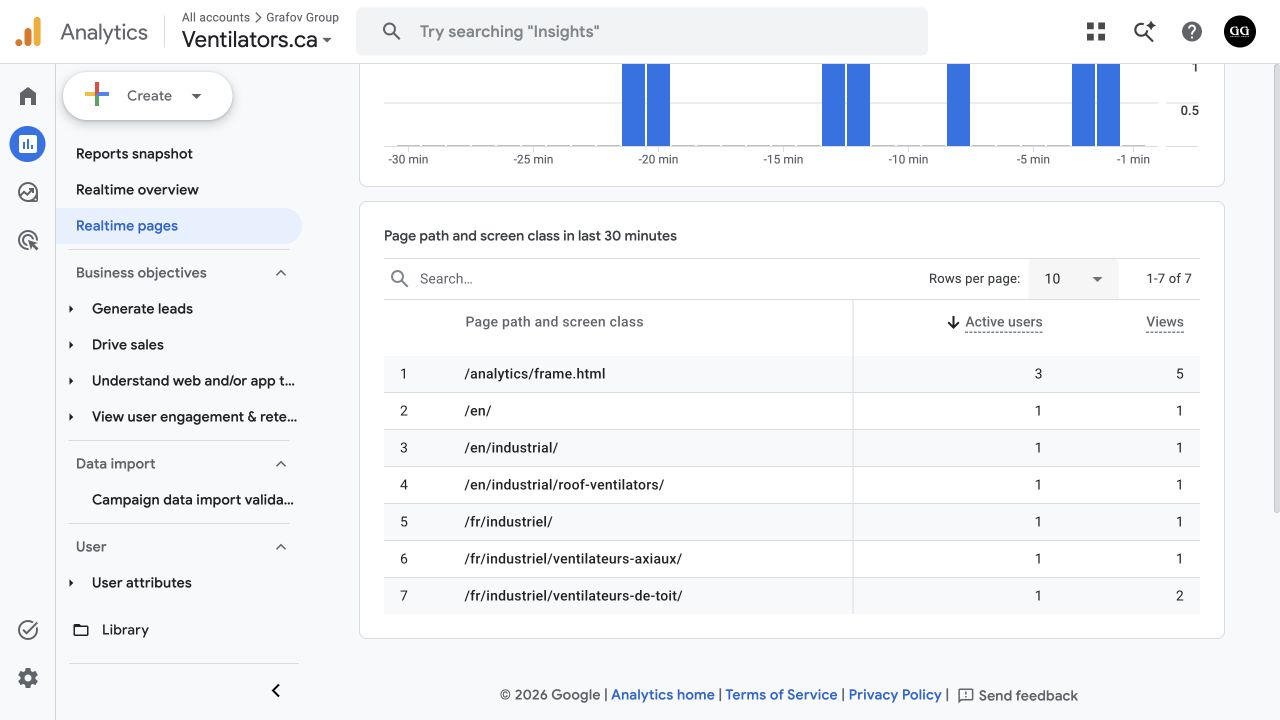 Analytics
All accounts > Grafov Group
Ventilators.ca
Try searching "Insights"
GG
Create
Reports snapshot
Realtime overview
Realtime pages
Business objectives
Generate leads
Drive sales
Understand web and/or app t...
View user engagement & rete...
Data import
Campaign data import valida...
User
User attributes
Library
1
0.5
-30 min -25 min -20 min -15 min -10 min -5 min -1 min
Page path and screen class in last 30 minutes
Search... Rows per page: 10 1-7 of 7
Page path and screen class Active users Views
1 /analytics/frame.html 3 5
2 /en/ 1 1
3 /en/industrial/ 1 1
4 /en/industrial/roof-ventilators/ 1 1
5 /fr/industriel/ 1 1
6 /fr/industriel/ventilateurs-axiaux/ 1 1
7 /fr/industriel/ventilateurs-de-toit/ 1 2
© 2026 Google | Analytics home | Terms of Service | Privacy Policy | Send feedback